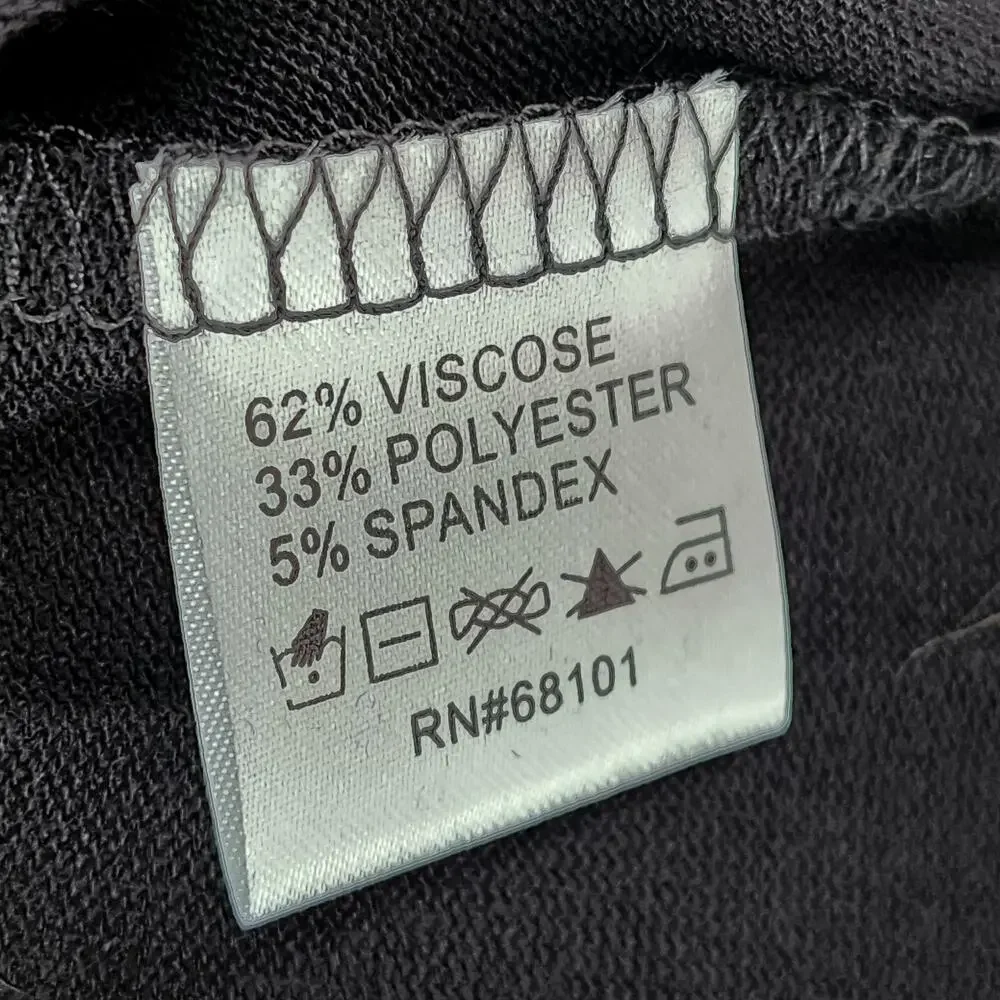 62% VISCOSE
33% POLYESTER
5% SPANDEX
RN#68101